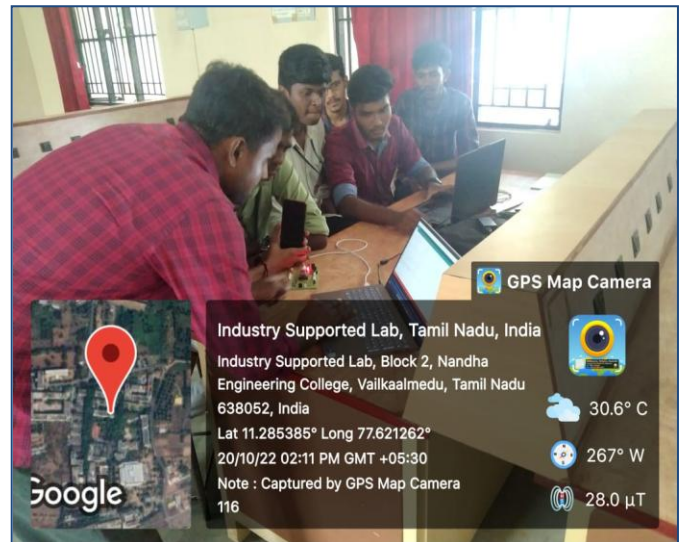 GPS Map Camera
Industry Supported Lab, Tamil Nadu, India
Industry Supported Lab, Block 2, Nandha
Engineering College, Vailkaalmedu, Tamil Nadu
638052, India
Lat 11.285385° Long 77.621262°
20/10/22 02:11 PM GMT +05:30
Note : Captured by GPS Map Camera
116
30.6° C
267° W
28.0 µT
Google